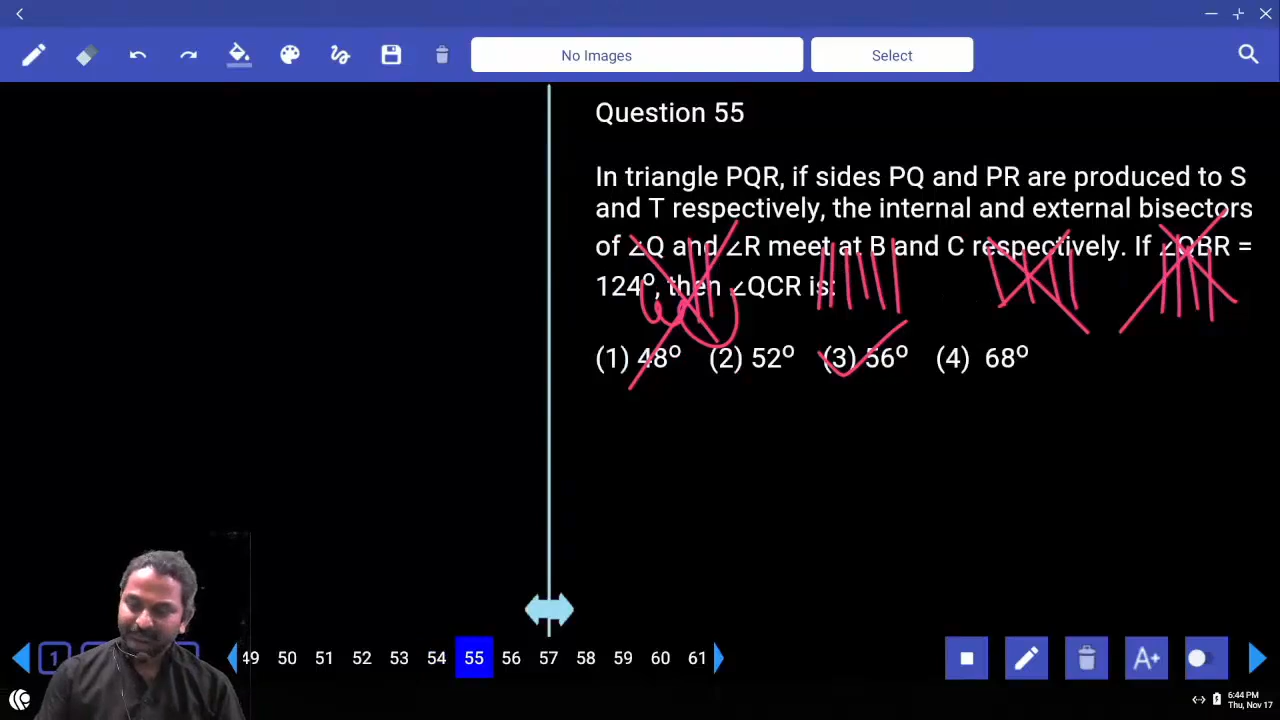 No Images
Select
Question 55
In triangle PQR, if sides PQ and PR are produced to S
and T respectively, the internal and external bisectors
of ∠Q and ∠R meet at B and C respectively. If ∠QBR =
124°, then ∠QCR is:
(1) 48° (2) 52° (3) 56° (4) 68°
1
49 50 51 52 53 54 55 56 57 58 59 60 61
A+
6:44 PM
Thu, Nov 17